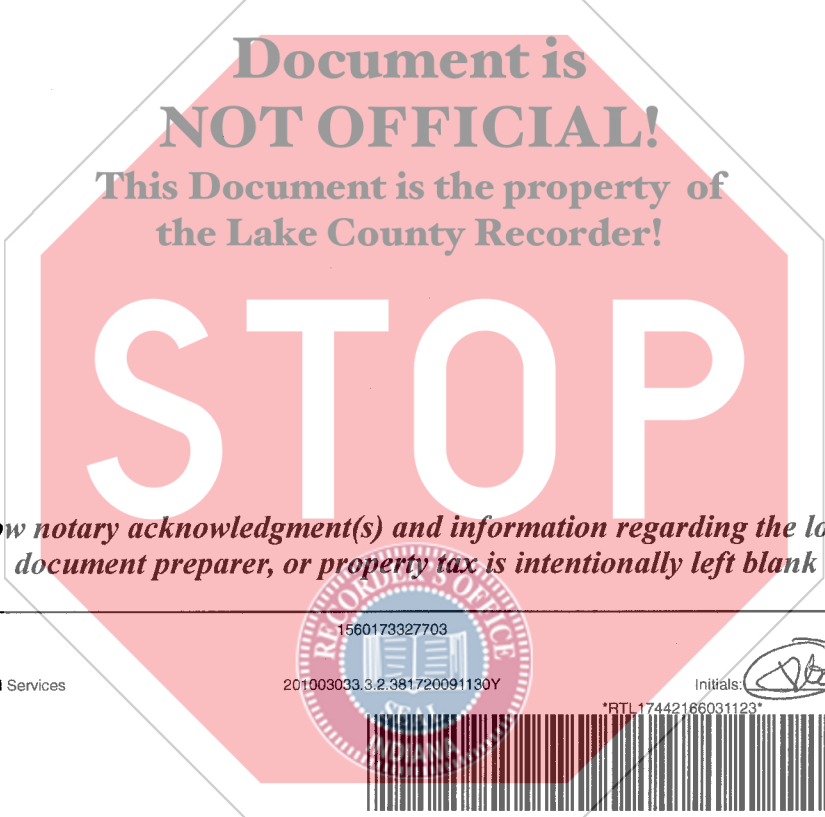 Document is
NOT OFFICIAL!
This Document is the property of
the Lake County Recorder!
STOP
notary acknowledgment(s) and information regarding the
document preparer, or property tax is intentionally left blank
RECORDER'S OFFICE
1560173327703
Services
201003033.3.2.381720091130Y
Initials:
*RTL17442166031123*
SEAL
INDIANA